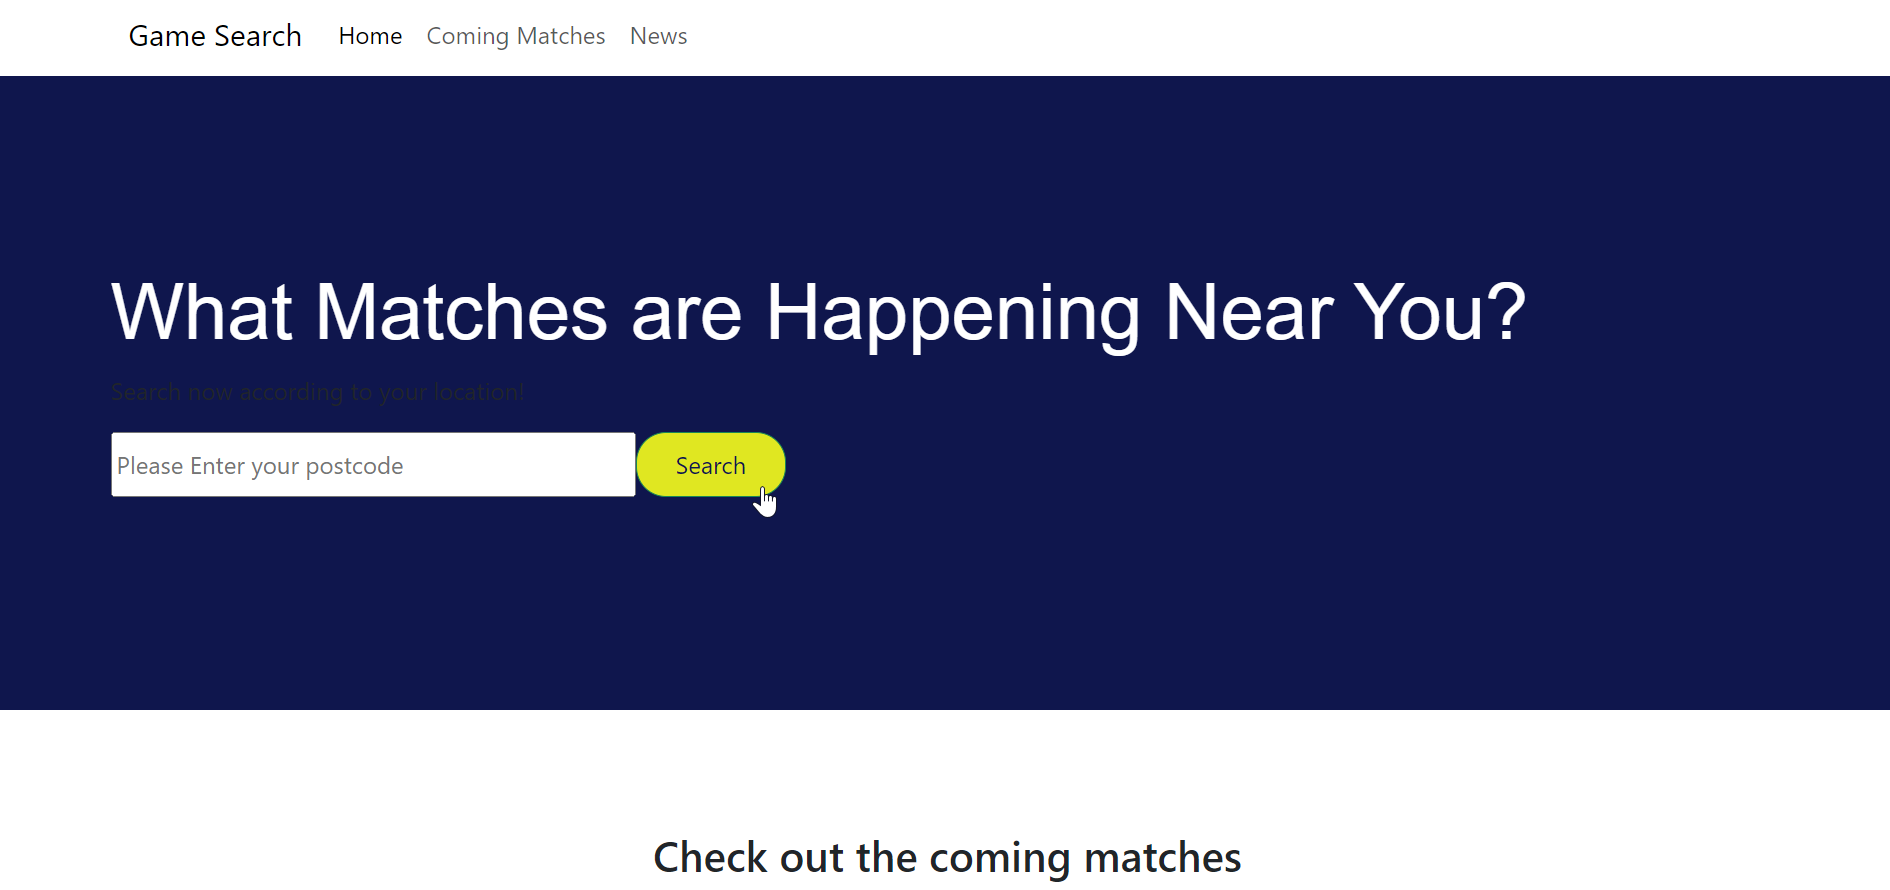 Game Search Home Coming Matches News
What Matches are Happening Near You?
Search now according to your location!
Please Enter your postcode Search
Check out the coming matches